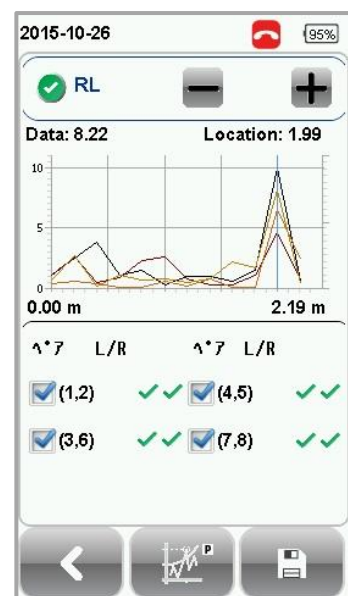 2015-10-26 95%
RL
Data: 8.22 Location: 1.99
10
5
0
0.00 m 2.19 m
ﾍﾟｱ L/R ﾍﾟｱ L/R
(1,2) (4,5)
(3,6) (7,8)
P